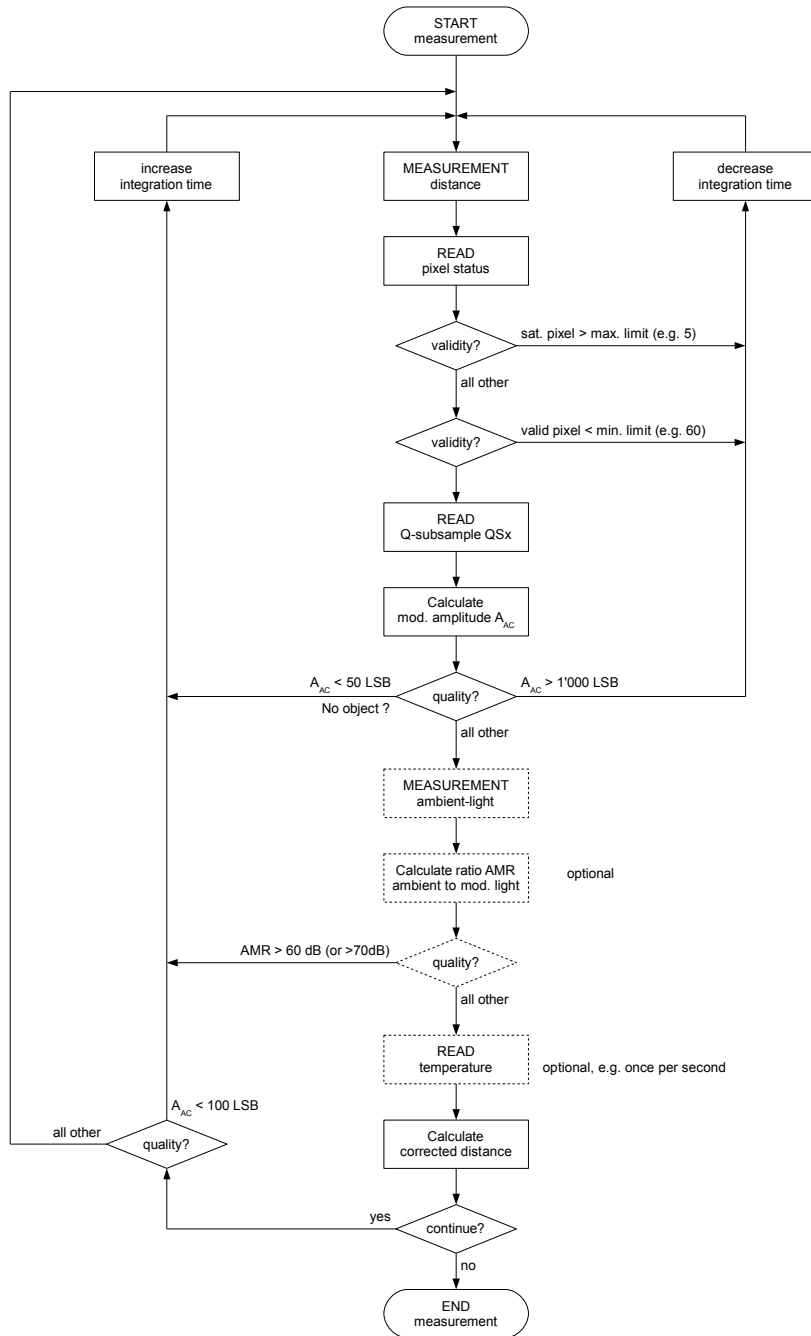 START
measurement
increase
integration time
MEASUREMENT
distance
decrease
integration time
READ
pixel status
validity?
sat. pixel > max. limit (e.g. 5)
all other
validity?
valid pixel < min. limit (e.g. 60)
READ
Q-subsample QSx
Calculate
mod. amplitude A_AC
A_AC < 50 LSB
No object ?
quality?
A_AC > 1'000 LSB
all other
MEASUREMENT
ambient-light
Calculate ratio AMR
ambient to mod. light
optional
AMR > 60 dB (or >70dB)
quality?
all other
READ
temperature
optional, e.g. once per second
A_AC < 100 LSB
all other
quality?
Calculate
corrected distance
yes
continue?
no
END
measurement